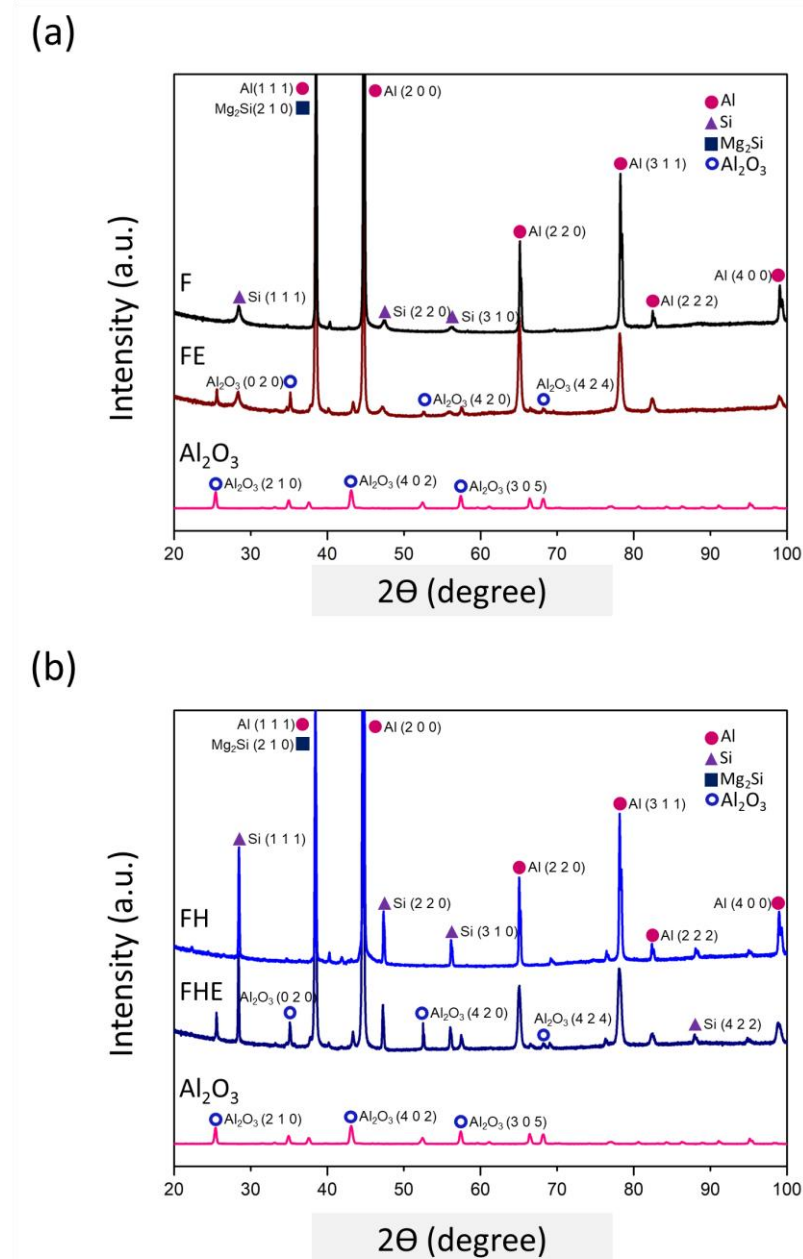 (a)
Al(1 1 1)
Mg₂Si(2 1 0)
Al (2 0 0)
Al
Si
Mg₂Si
Al₂O₃
Al (3 1 1)
Al (2 2 0)
Al (4 0 0)
Al (2 2 2)
F
Si (1 1 1)
Si (2 2 0)
Si (3 1 0)
FE
Al₂O₃ (0 2 0)
Al₂O₃ (4 2 0)
Al₂O₃ (4 2 4)
Al₂O₃
Al₂O₃ (2 1 0)
Al₂O₃ (4 0 2)
Al₂O₃ (3 0 5)
Intensity (a.u.)
20 30 40 50 60 70 80 90 100
2Ɵ (degree)
(b)
Al (1 1 1)
Mg₂Si (2 1 0)
Al (2 0 0)
Al
Si
Mg₂Si
Al₂O₃
Al (3 1 1)
Si (1 1 1)
Al (2 2 0)
Si (2 2 0)
Al (4 0 0)
FH
Si (3 1 0)
Al (2 2 2)
FHE
Al₂O₃ (0 2 0)
Al₂O₃ (4 2 0)
Al₂O₃ (4 2 4)
Si (4 2 2)
Al₂O₃
Al₂O₃ (2 1 0)
Al₂O₃ (4 0 2)
Al₂O₃ (3 0 5)
Intensity (a.u.)
20 30 40 50 60 70 80 90 100
2Ɵ (degree)